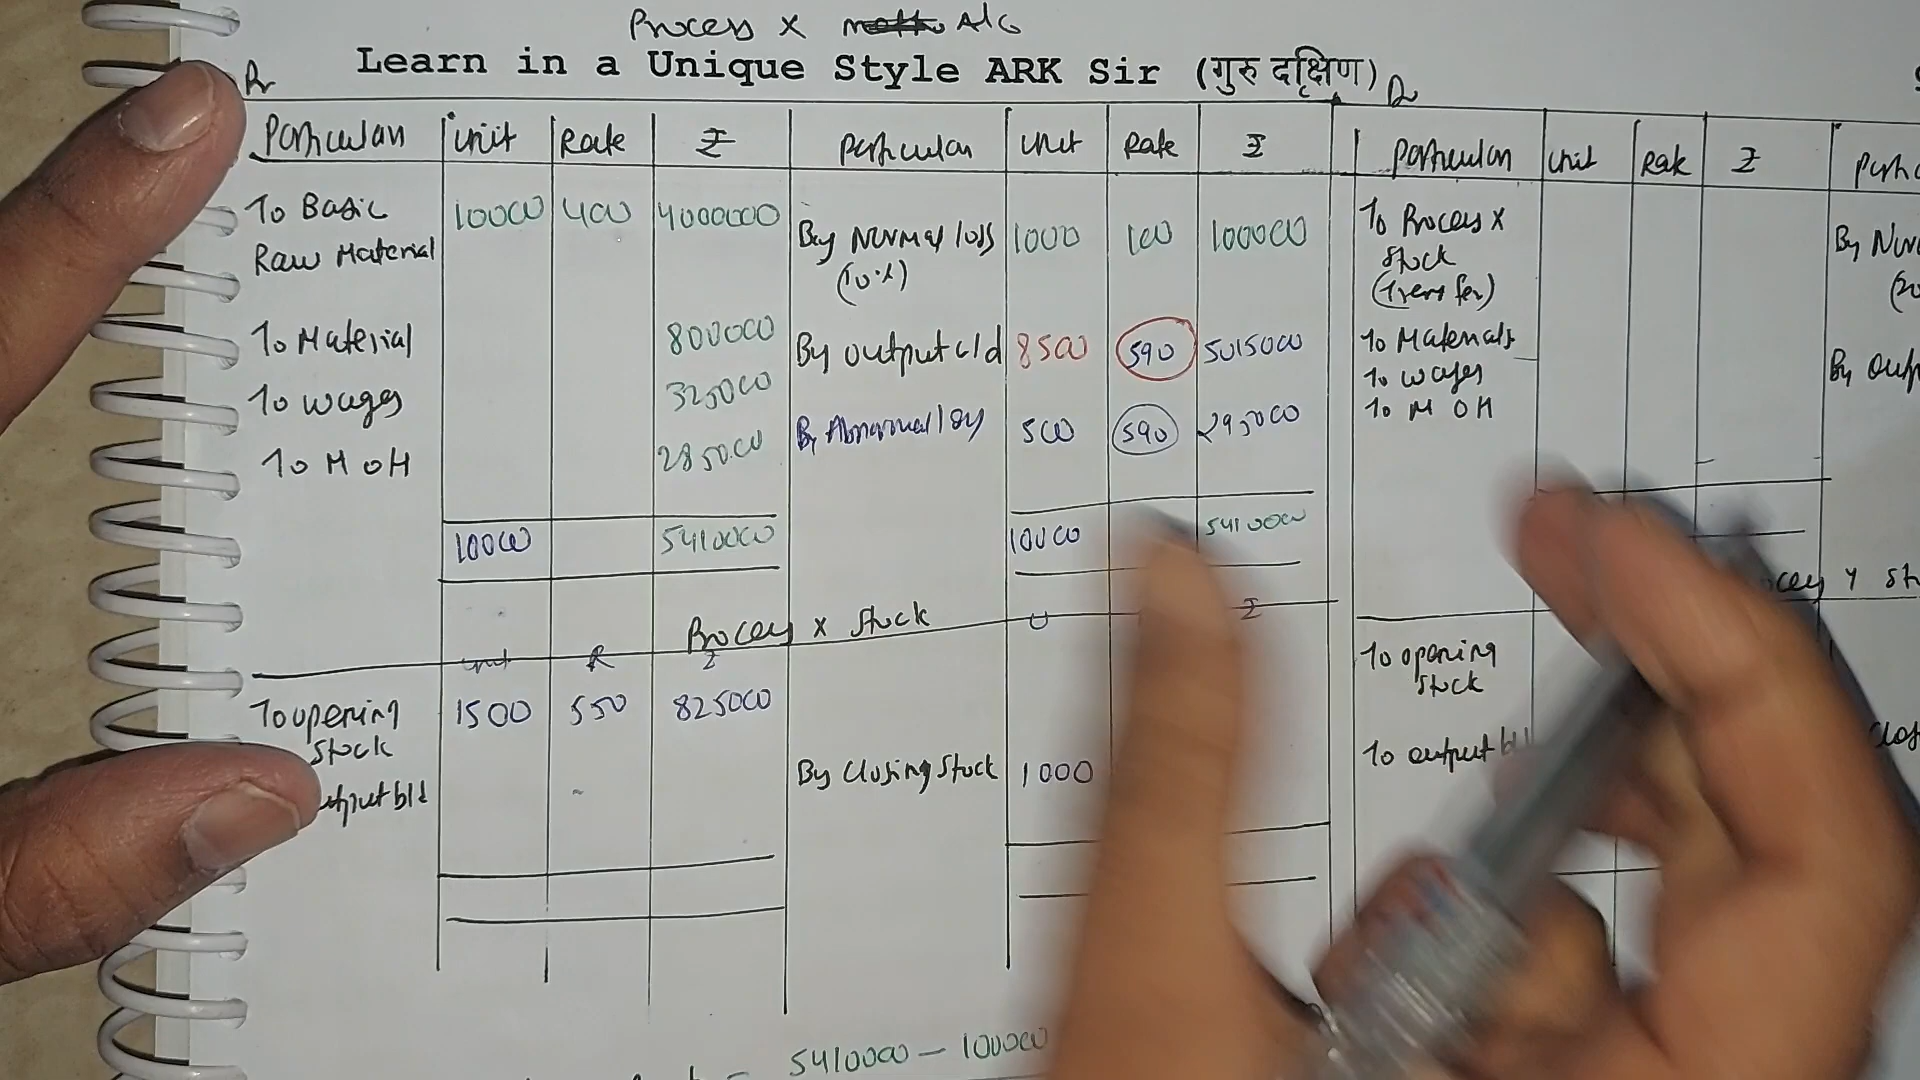 Process X A/c
Learn in a Unique Style ARK Sir (गुरु दक्षिण)
Dr
Dr
Particular Unit Rate ₹ Particular Unit Rate ₹ Particular Unit Rate ₹
To Basic 10000 400 4000000
Raw Material
By Normal loss 1000 100 100000
(10%)
To Process X
Stock
(Transfer)
To Material 800000
By output c/d 8500 590 5015000
To Materials
To wages 325000
To wages
By Abnormal loss 500 590 295000
To MOH
To MOH 285000
10000 5410000
10000 5410000
Process X Stock
unit R ₹
U ₹
Y
To opening 1500 550 825000
stock
To opening
stock
output b/d
By Closing Stock 1000
To output b/d
5410000 - 100000